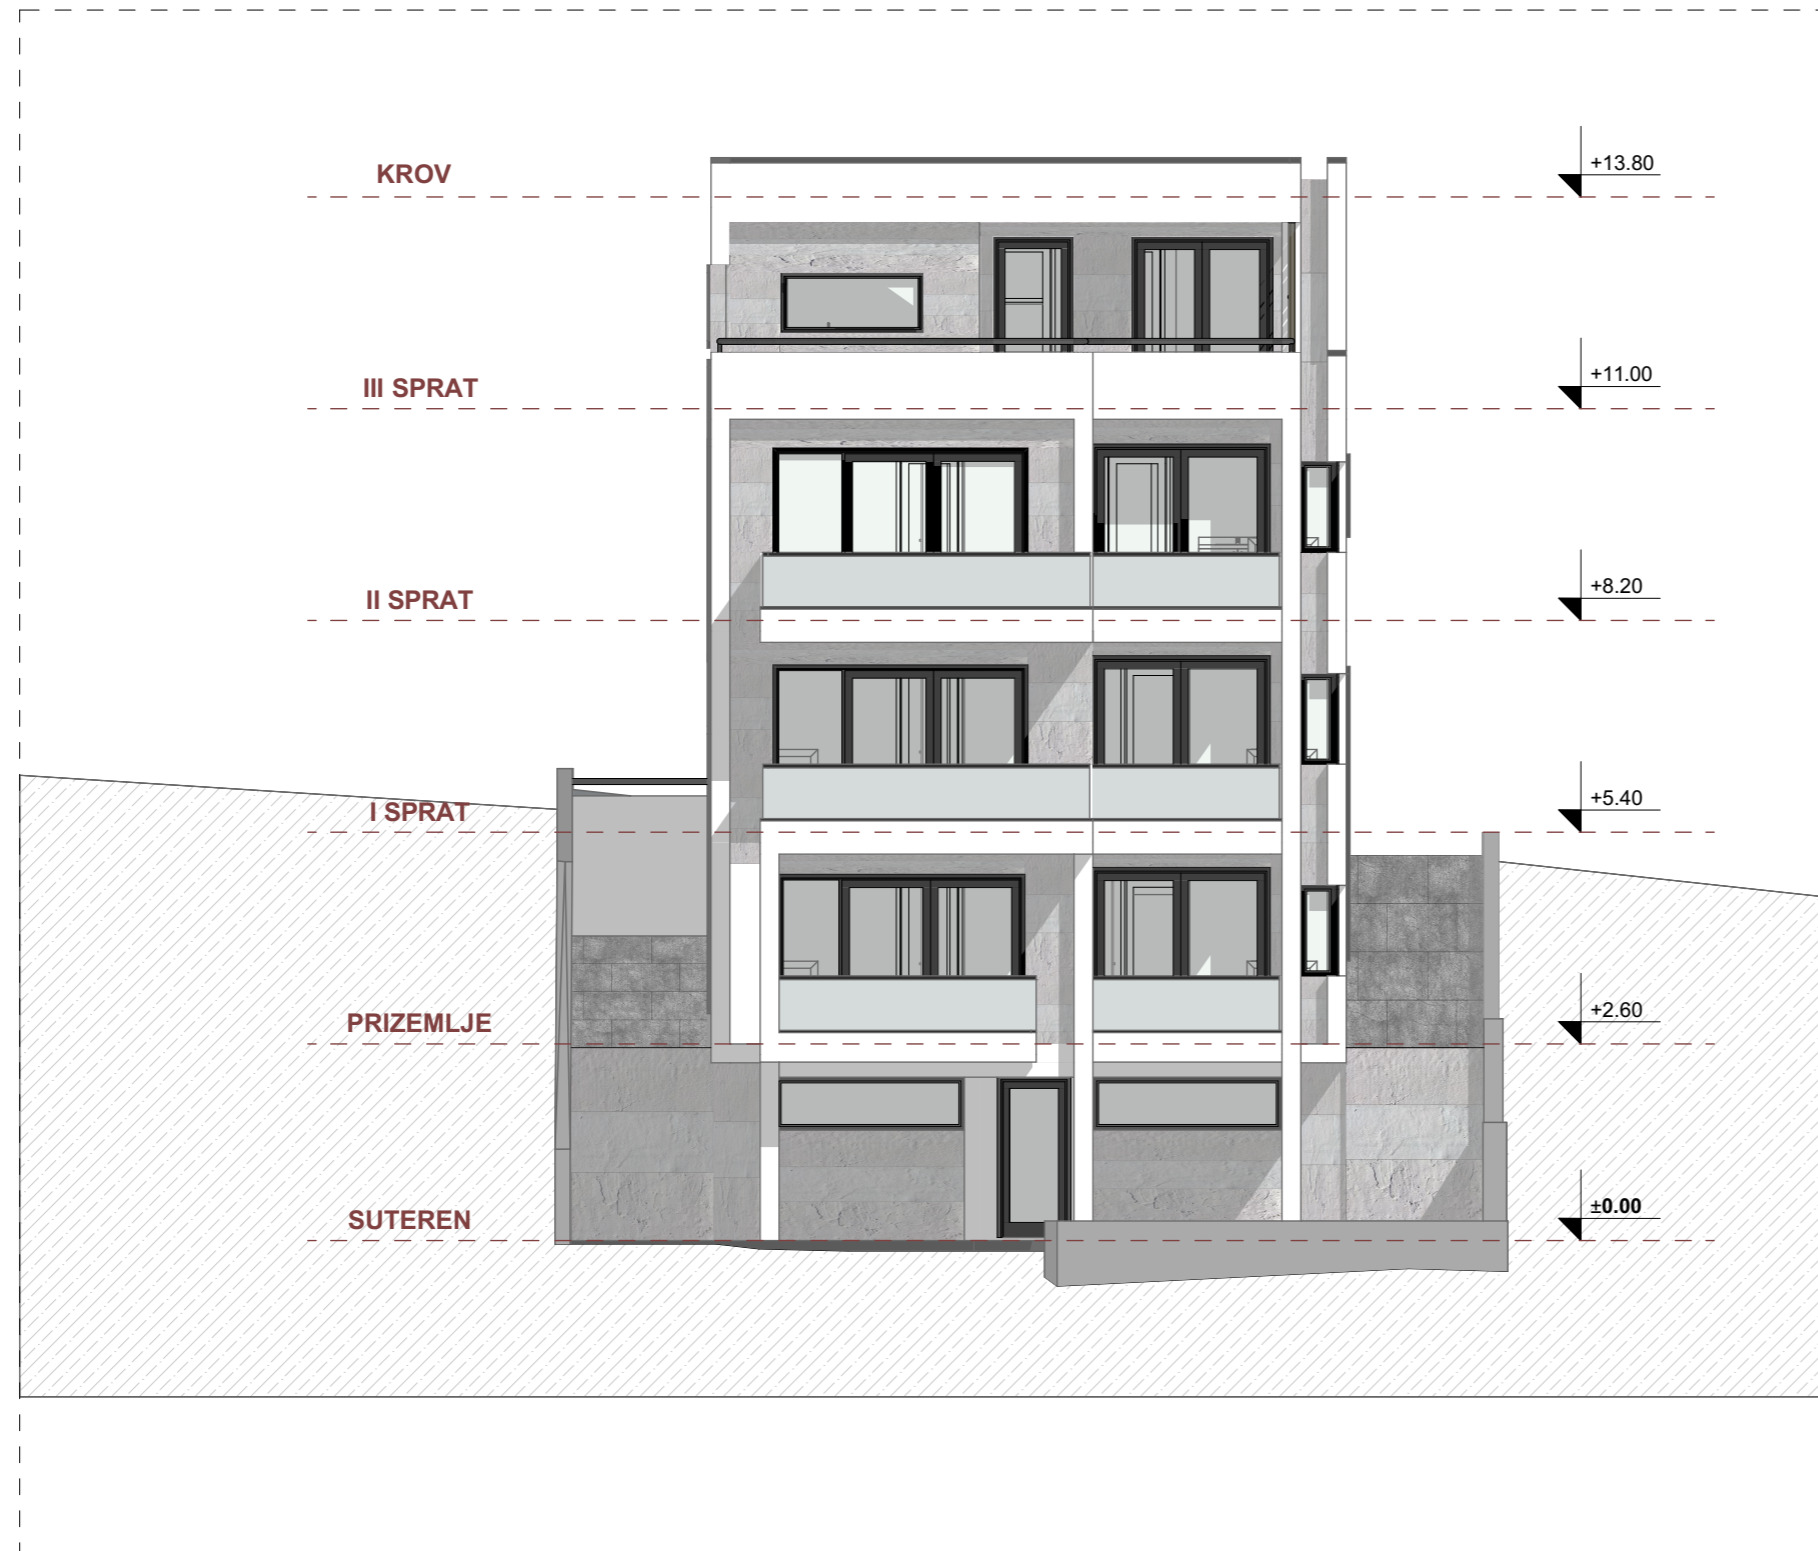 KROV +13.80
III SPRAT +11.00
II SPRAT +8.20
I SPRAT +5.40
PRIZEMLJE +2.60
SUTEREN ±0.00